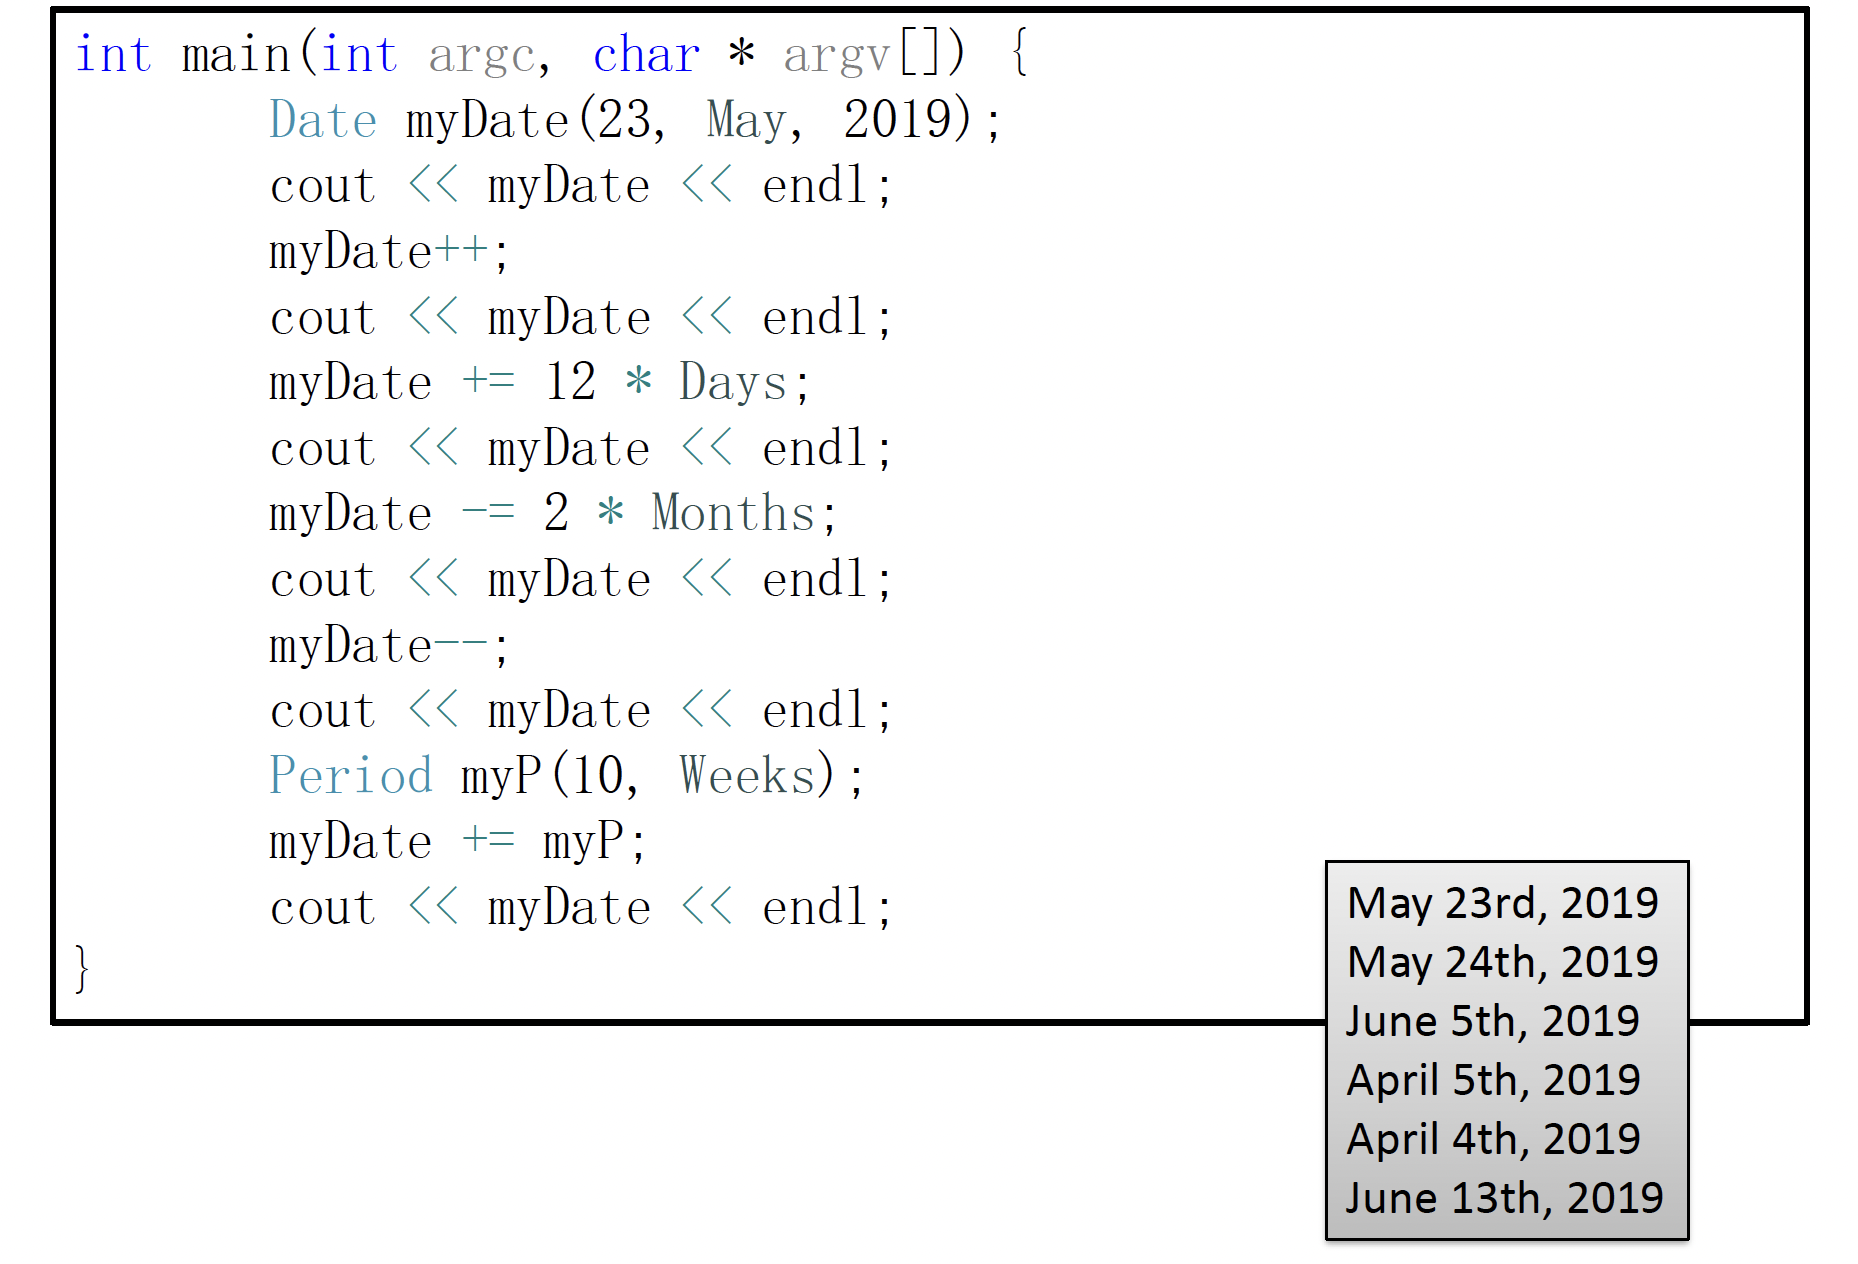 int main(int argc, char * argv[]) {
Date myDate(23, May, 2019);
cout << myDate << endl;
myDate++;
cout << myDate << endl;
myDate += 12 * Days;
cout << myDate << endl;
myDate -= 2 * Months;
cout << myDate << endl;
myDate--;
cout << myDate << endl;
Period myP(10, Weeks);
myDate += myP;
cout << myDate << endl;
}
May 23rd, 2019
May 24th, 2019
June 5th, 2019
April 5th, 2019
April 4th, 2019
June 13th, 2019